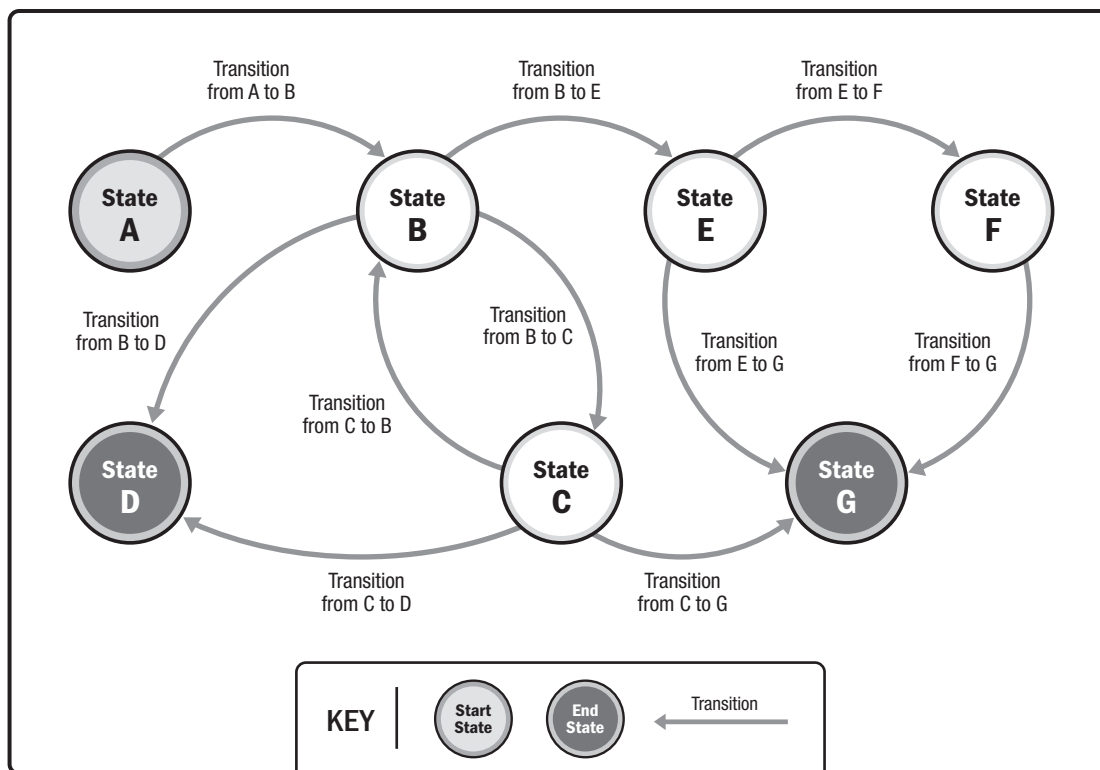 Transition
from A to B
Transition
from B to E
Transition
from E to F
State
A
State
B
State
E
State
F
Transition
from B to D
Transition
from B to C
Transition
from E to G
Transition
from F to G
Transition
from C to B
State
D
State
C
State
G
Transition
from C to D
Transition
from C to G
KEY
Start
State
End
State
Transition